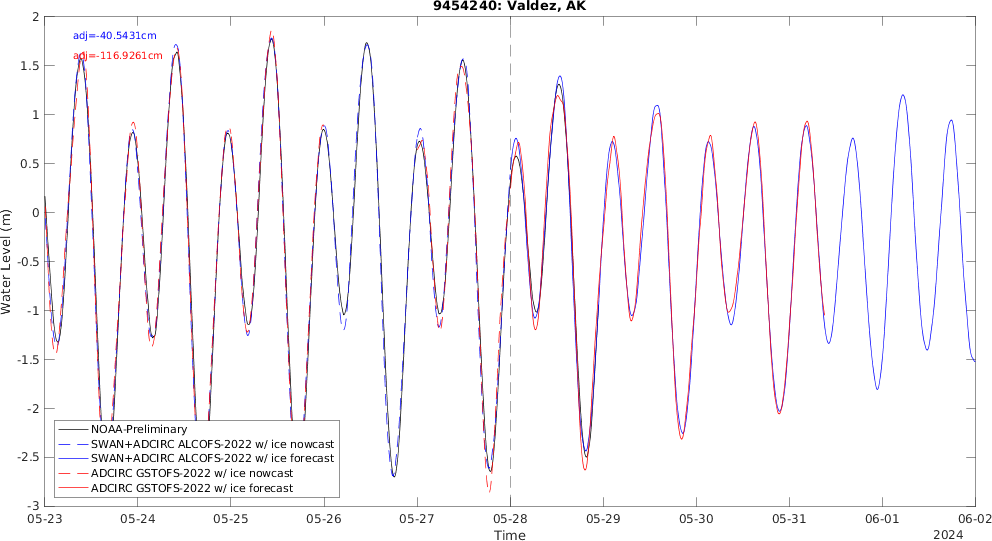 9454240: Valdez, AK
adj=-40.5431cm
adj=-116.9261cm
2
1.5
1
0.5
0
-0.5
-1
-1.5
-2
-2.5
-3
Water Level (m)
NOAA-Preliminary
SWAN+ADCIRC ALCOFS-2022 w/ ice nowcast
SWAN+ADCIRC ALCOFS-2022 w/ ice forecast
ADCIRC GSTOFS-2022 w/ ice nowcast
ADCIRC GSTOFS-2022 w/ ice forecast
05-23 05-24 05-25 05-26 05-27 05-28 05-29 05-30 05-31 06-01 06-02
Time
2024